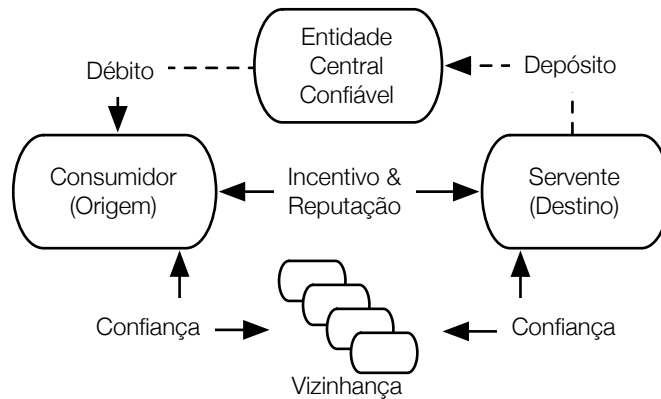 Entidade
Central
Confiável
Débito
Depósito
Consumidor
(Origem)
Incentivo &
Reputação
Servente
(Destino)
Confiança
Confiança
Vizinhança